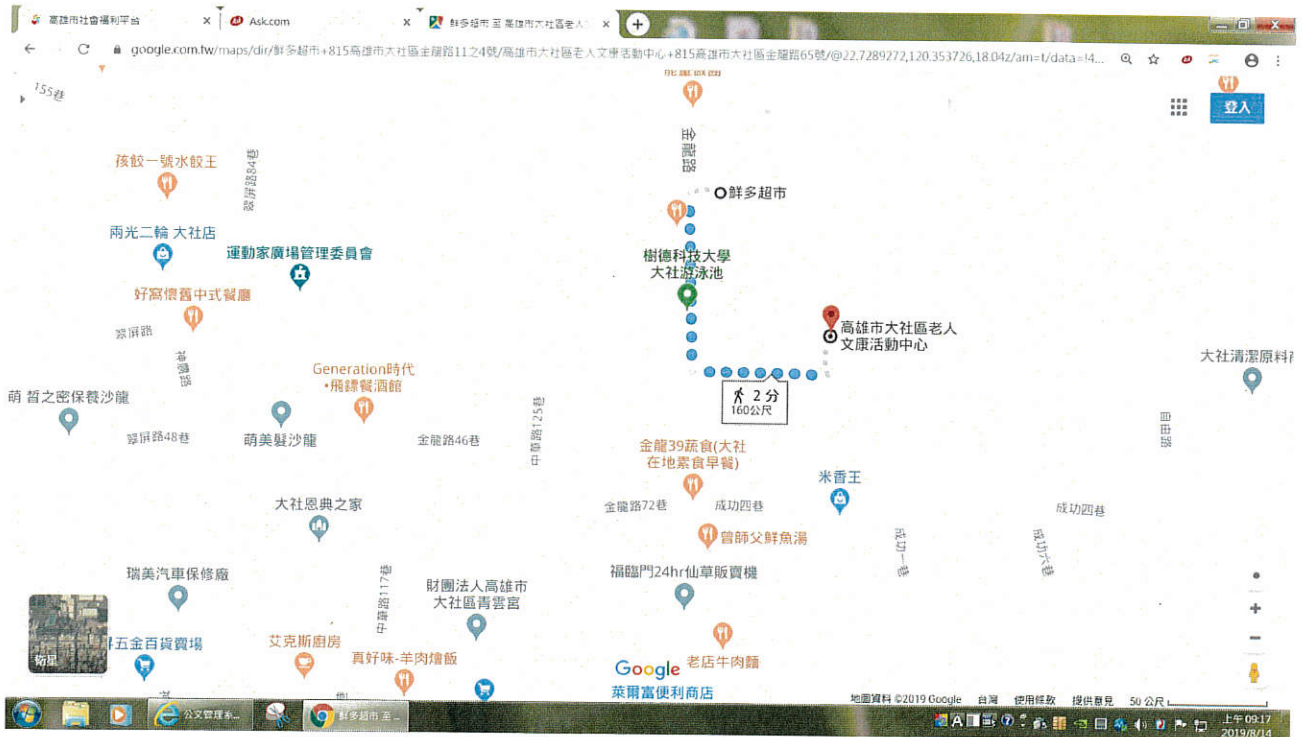 高雄市社會福利平台
Ask.com
鮮多超市 至 高雄市大社區老人
google.com.tw/maps/dir/鮮多超市+815高雄市大社區金龍路11之4號/高雄市大社區老人文康活動中心+815高雄市大社區金龍路65號/@22.7289272,120.353726,18.04z/am=t/data=!4...
155巷
登入
金龍路
孩餃一號水餃王
翠屏路84巷
鮮多超市
兩光二輪 大社店
運動家廣場管理委員會
樹德科技大學
大社游泳池
好窩懷舊中式餐廳
翠屏路
高雄市大社區老人
文康活動中心
神農路
Generation時代
•飛鏢餐酒館
大社清潔原料
2 分
160公尺
萌 皙之密保養沙龍
中華路125巷
自由路
翠屏路48巷
萌美髮沙龍
金龍路46巷
金龍39蔬食(大社
在地素食早餐)
米香王
大社恩典之家
金龍路72巷
成功四巷
成功四巷
曾師父鮮魚湯
成功一巷
成功六巷
瑞美汽車保修廠
中華路117巷
財團法人高雄市
大社區青雲宮
福臨門24hr仙草販賣機
衛星
五金百貨賣場
艾克斯廚房
真好味-羊肉燴飯
Google
老店牛肉麵
萊爾富便利商店
地圖資料 ©2019 Google 台灣 使用條款 提供意見 50 公尺
公文管理系...
鮮多超市 至 ...
上午 09:17
2019/8/14